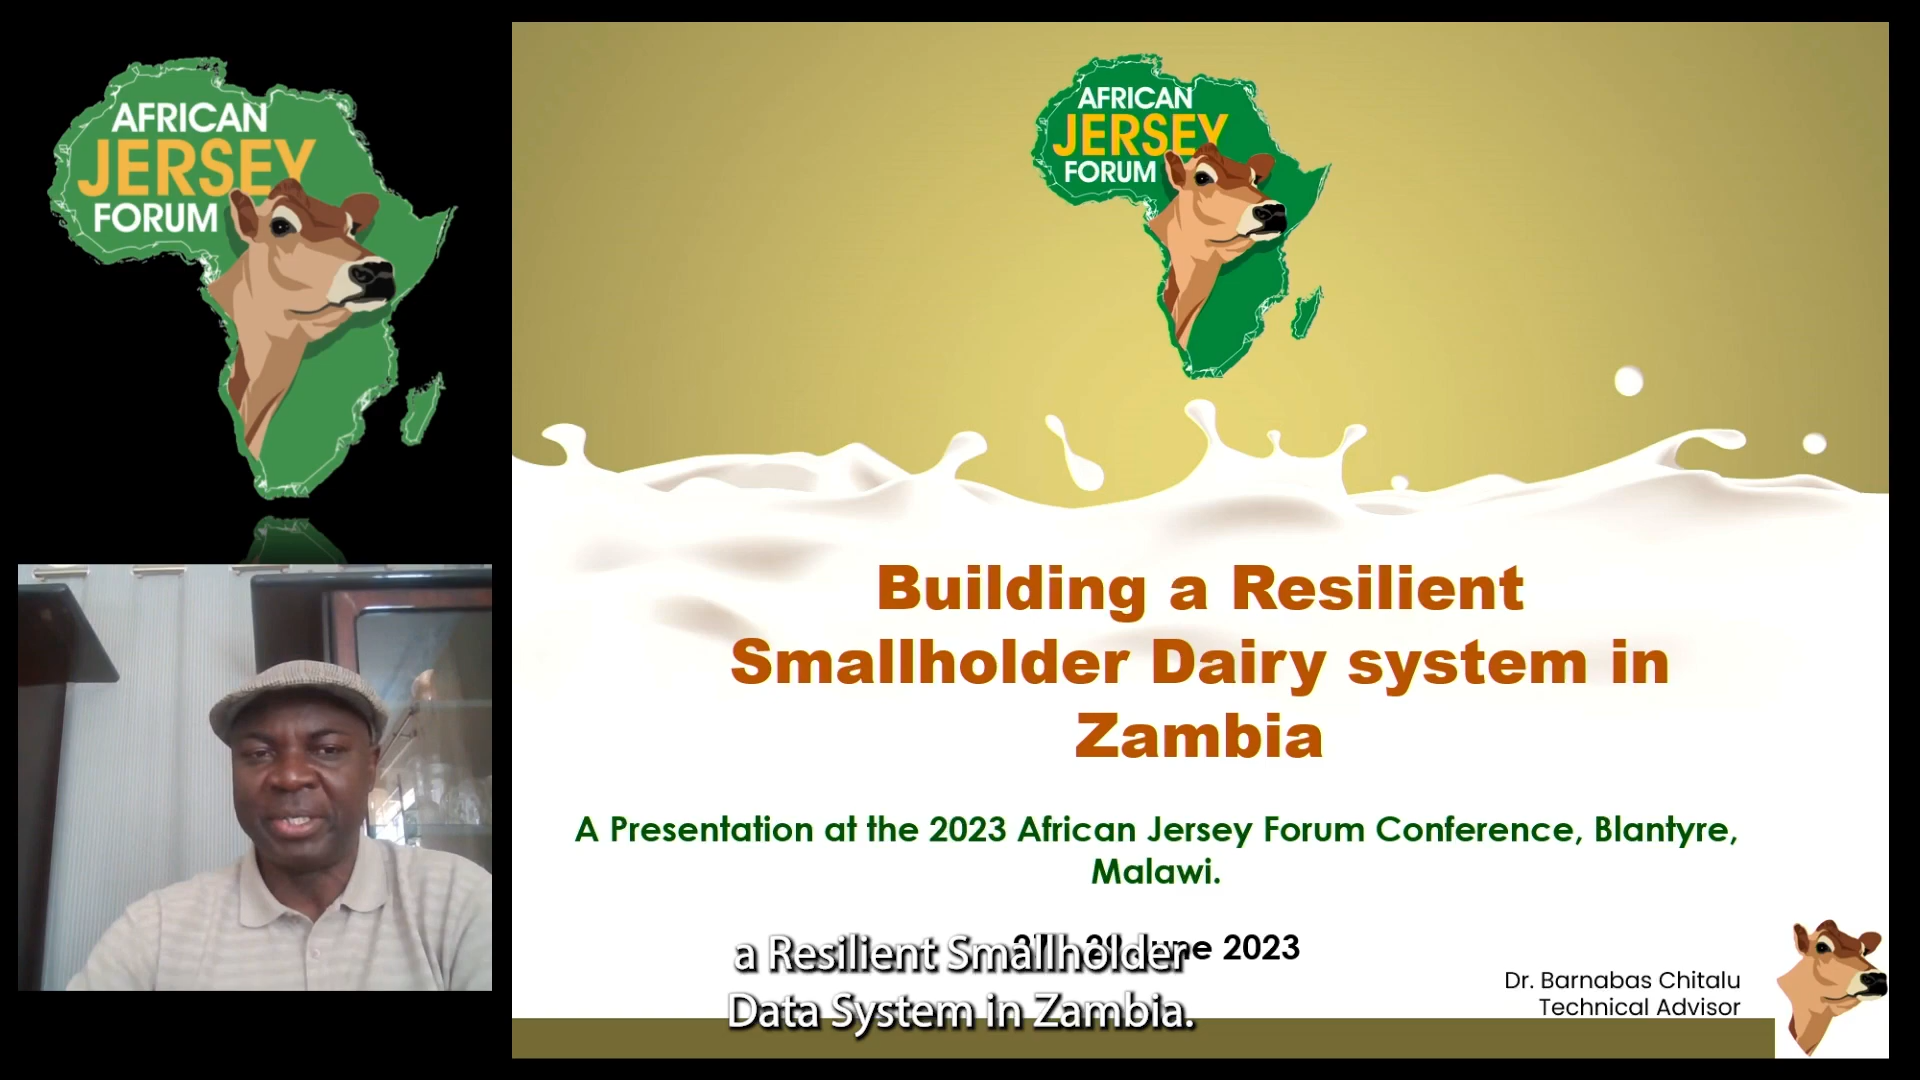 AFRICAN
JERSEY
FORUM
AFRICAN
JERSEY
FORUM
Building a Resilient
Smallholder Dairy system in
Zambia
A Presentation at the 2023 African Jersey Forum Conference, Blantyre,
Malawi.
2023
a Resilient Smallholder
Data System in Zambia.
Dr. Barnabas Chitalu
Technical Advisor